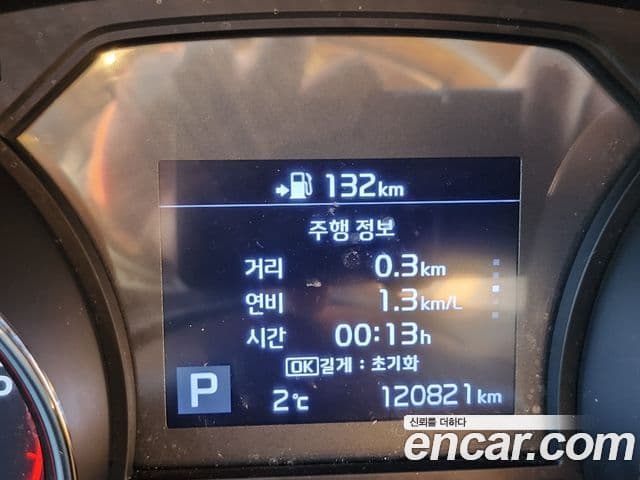 132km
주행 정보
거리 0.3km
연비 1.3km/L
시간 00:13h
OK길게 : 초기화
P 2℃ 120821km
신뢰를 더하다
encar.com